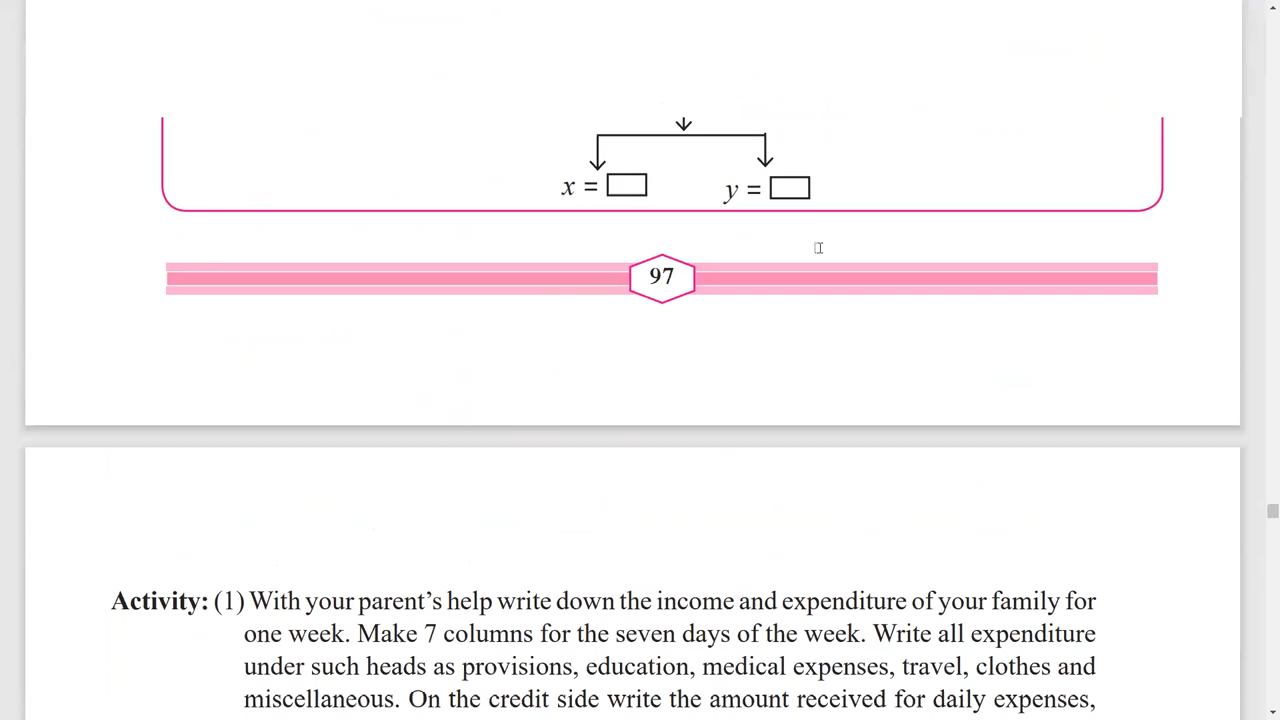 x = y =
97
Activity: (1) With your parent’s help write down the income and expenditure of your family for
one week. Make 7 columns for the seven days of the week. Write all expenditure
under such heads as provisions, education, medical expenses, travel, clothes and
miscellaneous. On the credit side write the amount received for daily expenses,